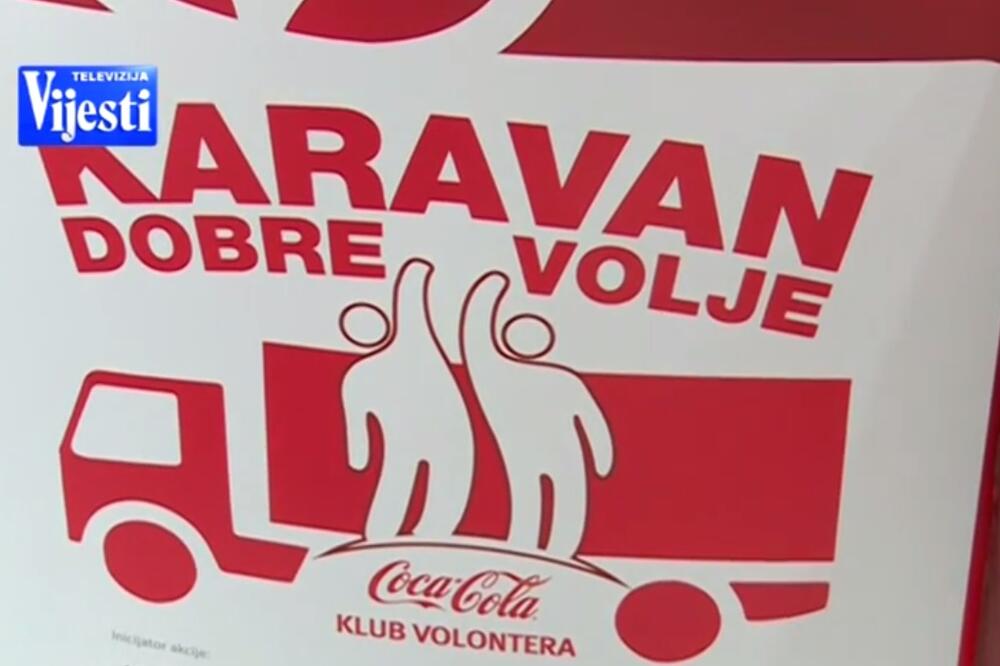 TELEVIZIJA
Vijesti
KARAVAN
DOBRE VOLJE
Coca-Cola
KLUB VOLONTERA
Inicijator akcije: